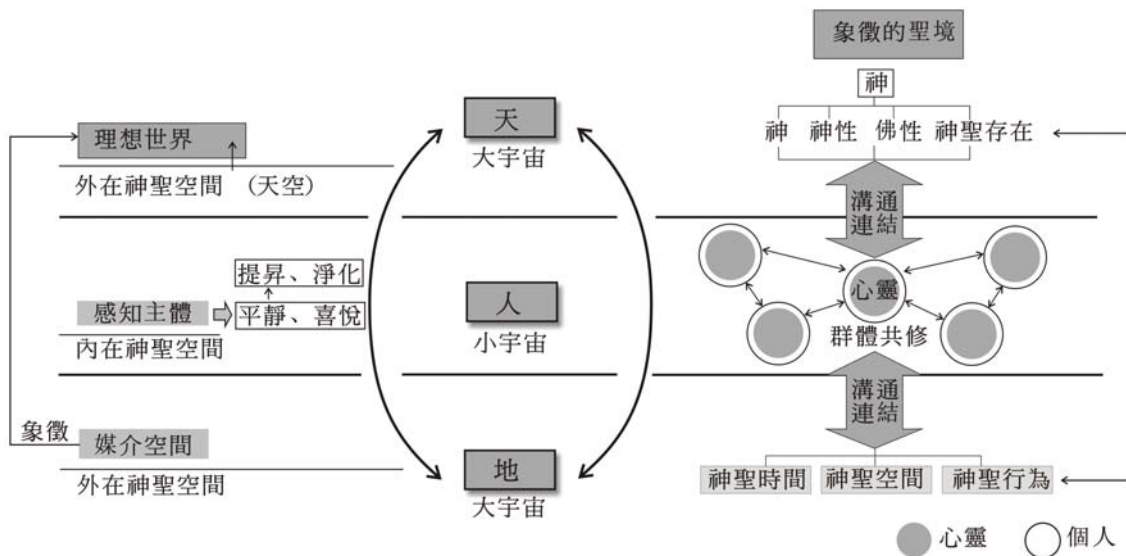 象徵的聖境
神
神 神性 佛性 神聖存在
天
大宇宙
理想世界
外在神聖空間 (天空)
溝通
連結
提昇、淨化
感知主體
平靜、喜悅
內在神聖空間
人
小宇宙
心靈
群體共修
溝通
連結
象徵
媒介空間
外在神聖空間
地
大宇宙
神聖時間 神聖空間 神聖行為
心靈 個人